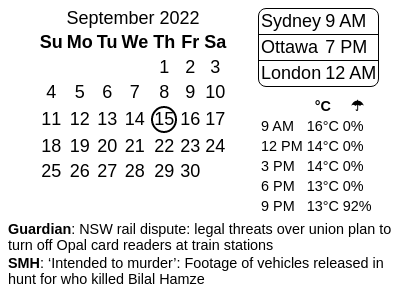 September 2022
Su Mo Tu We Th Fr Sa
1 2 3
4 5 6 7 8 9 10
11 12 13 14 15 16 17
18 19 20 21 22 23 24
25 26 27 28 29 30
Sydney 9 AM
Ottawa 7 PM
London 12 AM
°C ☂
9 AM 16°C 0%
12 PM 14°C 0%
3 PM 14°C 0%
6 PM 13°C 0%
9 PM 13°C 92%
Guardian: NSW rail dispute: legal threats over union plan to
turn off Opal card readers at train stations
SMH: ‘Intended to murder’: Footage of vehicles released in
hunt for who killed Bilal Hamze